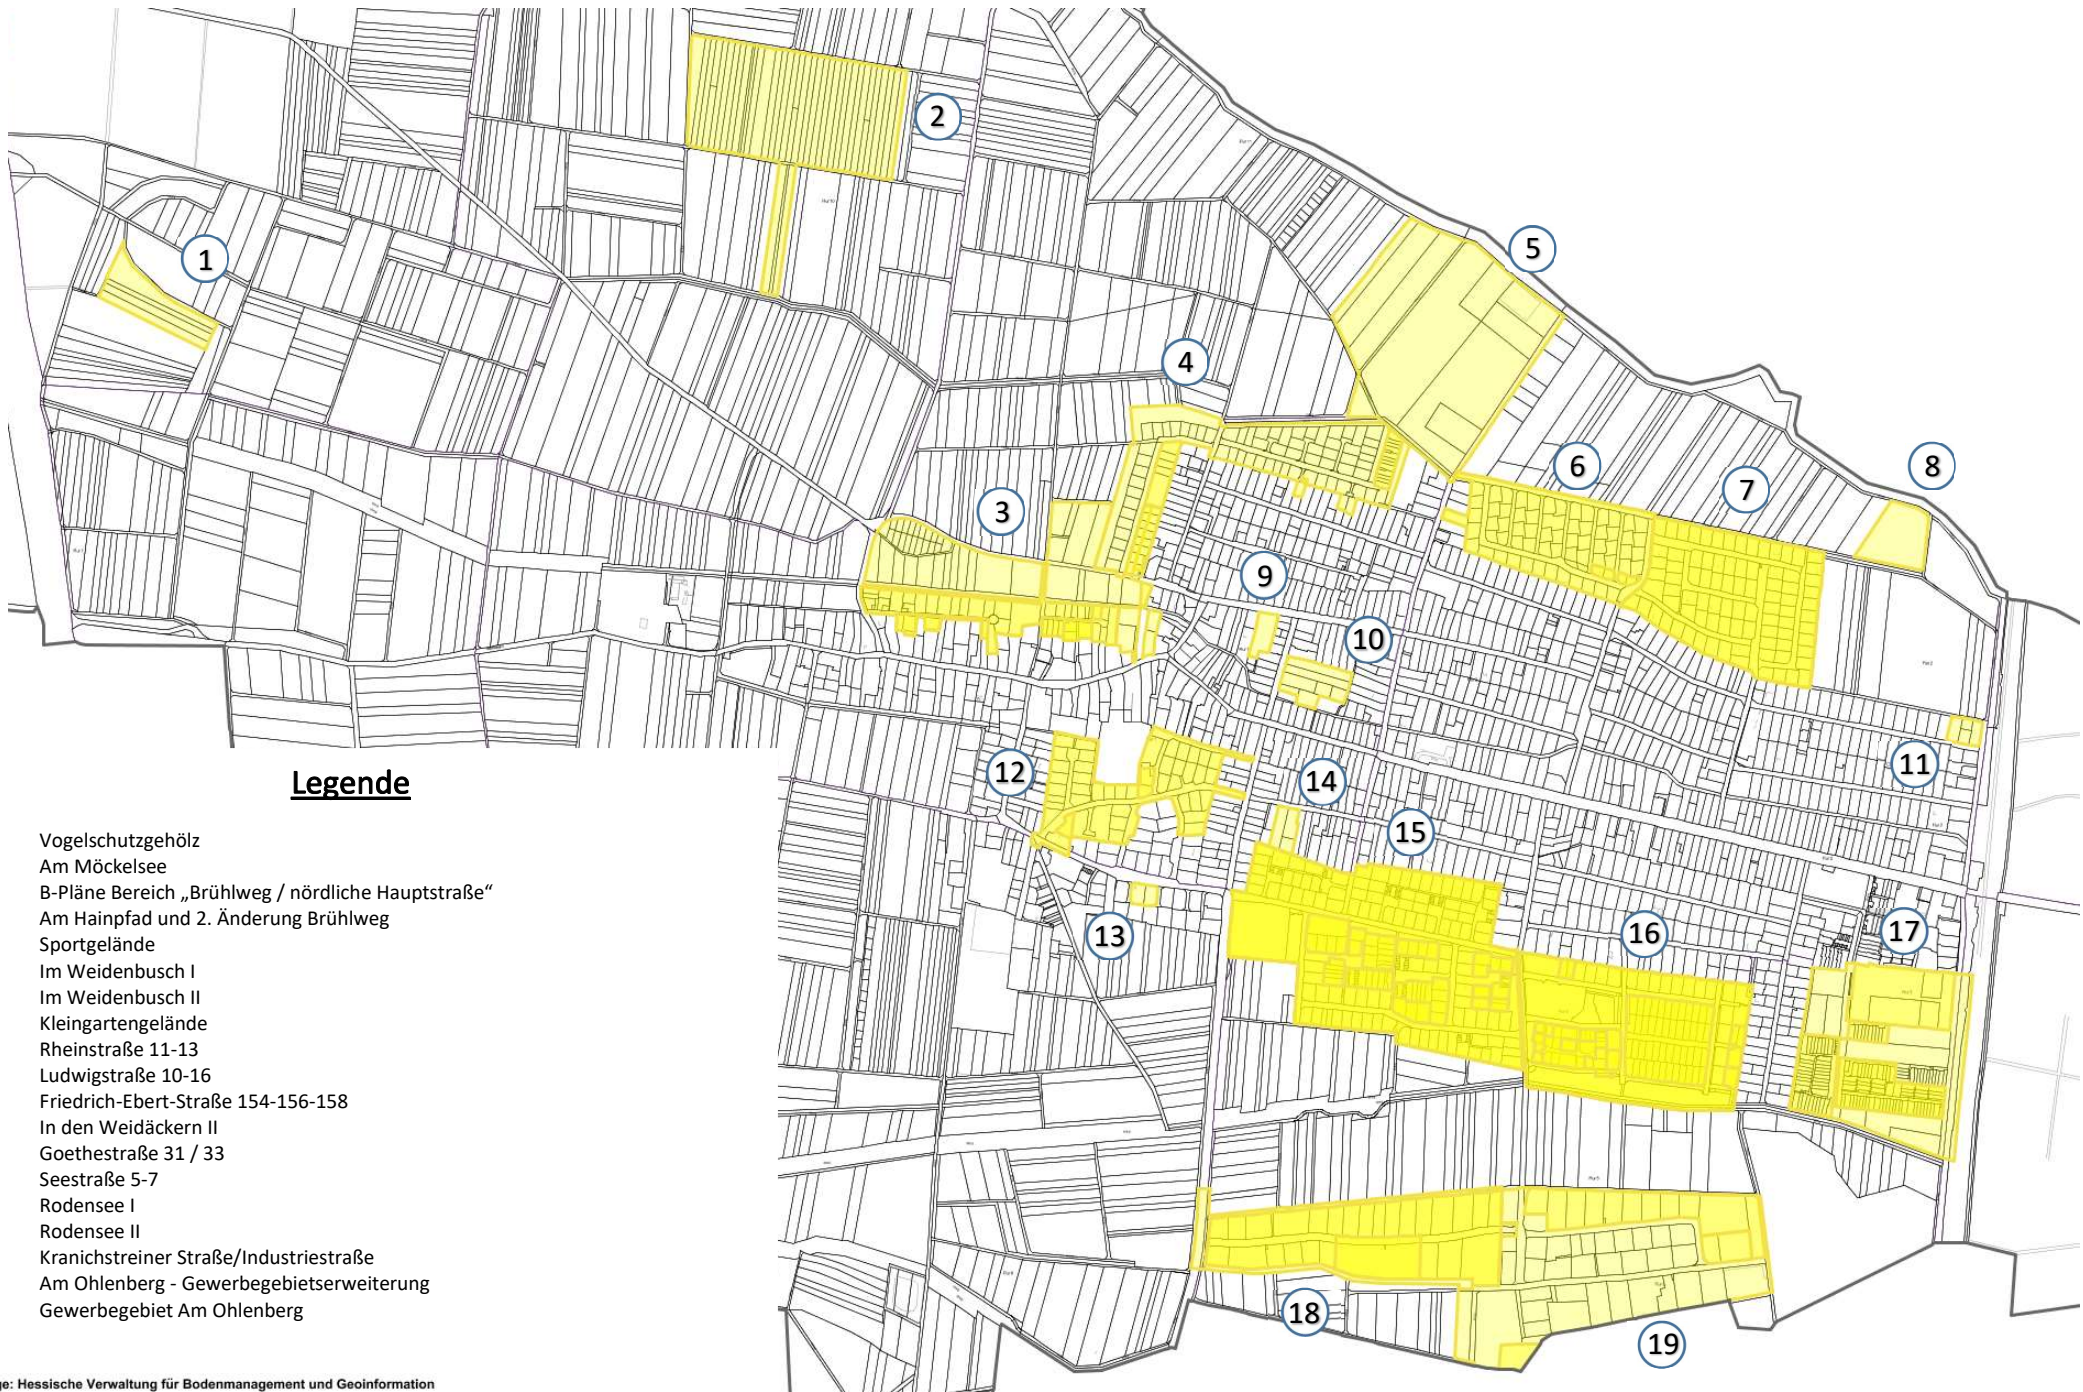 1
2
3
4
5
6
7
8
9
10
11
12
13
14
15
16
17
18
19
Legende
Vogelschutzgehölz
Am Möckelsee
B-Pläne Bereich „Brühlweg / nördliche Hauptstraße“
Am Hainpfad und 2. Änderung Brühlweg
Sportgelände
Im Weidenbusch I
Im Weidenbusch II
Kleingartengelände
Rheinstraße 11-13
Ludwigstraße 10-16
Friedrich-Ebert-Straße 154-156-158
In den Weidäckern II
Goethestraße 31 / 33
Seestraße 5-7
Rodensee I
Rodensee II
Kranichstreiner Straße/Industriestraße
Am Ohlenberg - Gewerbegebietserweiterung
Gewerbegebiet Am Ohlenberg
ge: Hessische Verwaltung für Bodenmanagement und Geoinformation